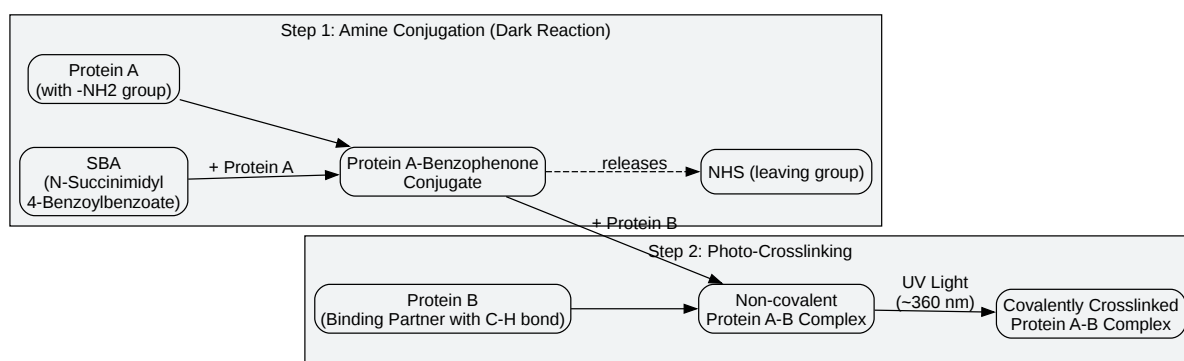 Step 1: Amine Conjugation (Dark Reaction)
Protein A
(with -NH2 group)
SBA
(N-Succinimidyl
4-Benzoylbenzoate)
+ Protein A
Protein A-Benzophenone
Conjugate
releases
NHS (leaving group)
+ Protein B
Step 2: Photo-Crosslinking
Protein B
(Binding Partner with C-H bond)
Non-covalent
Protein A-B Complex
UV Light
(~360 nm)
Covalently Crosslinked
Protein A-B Complex